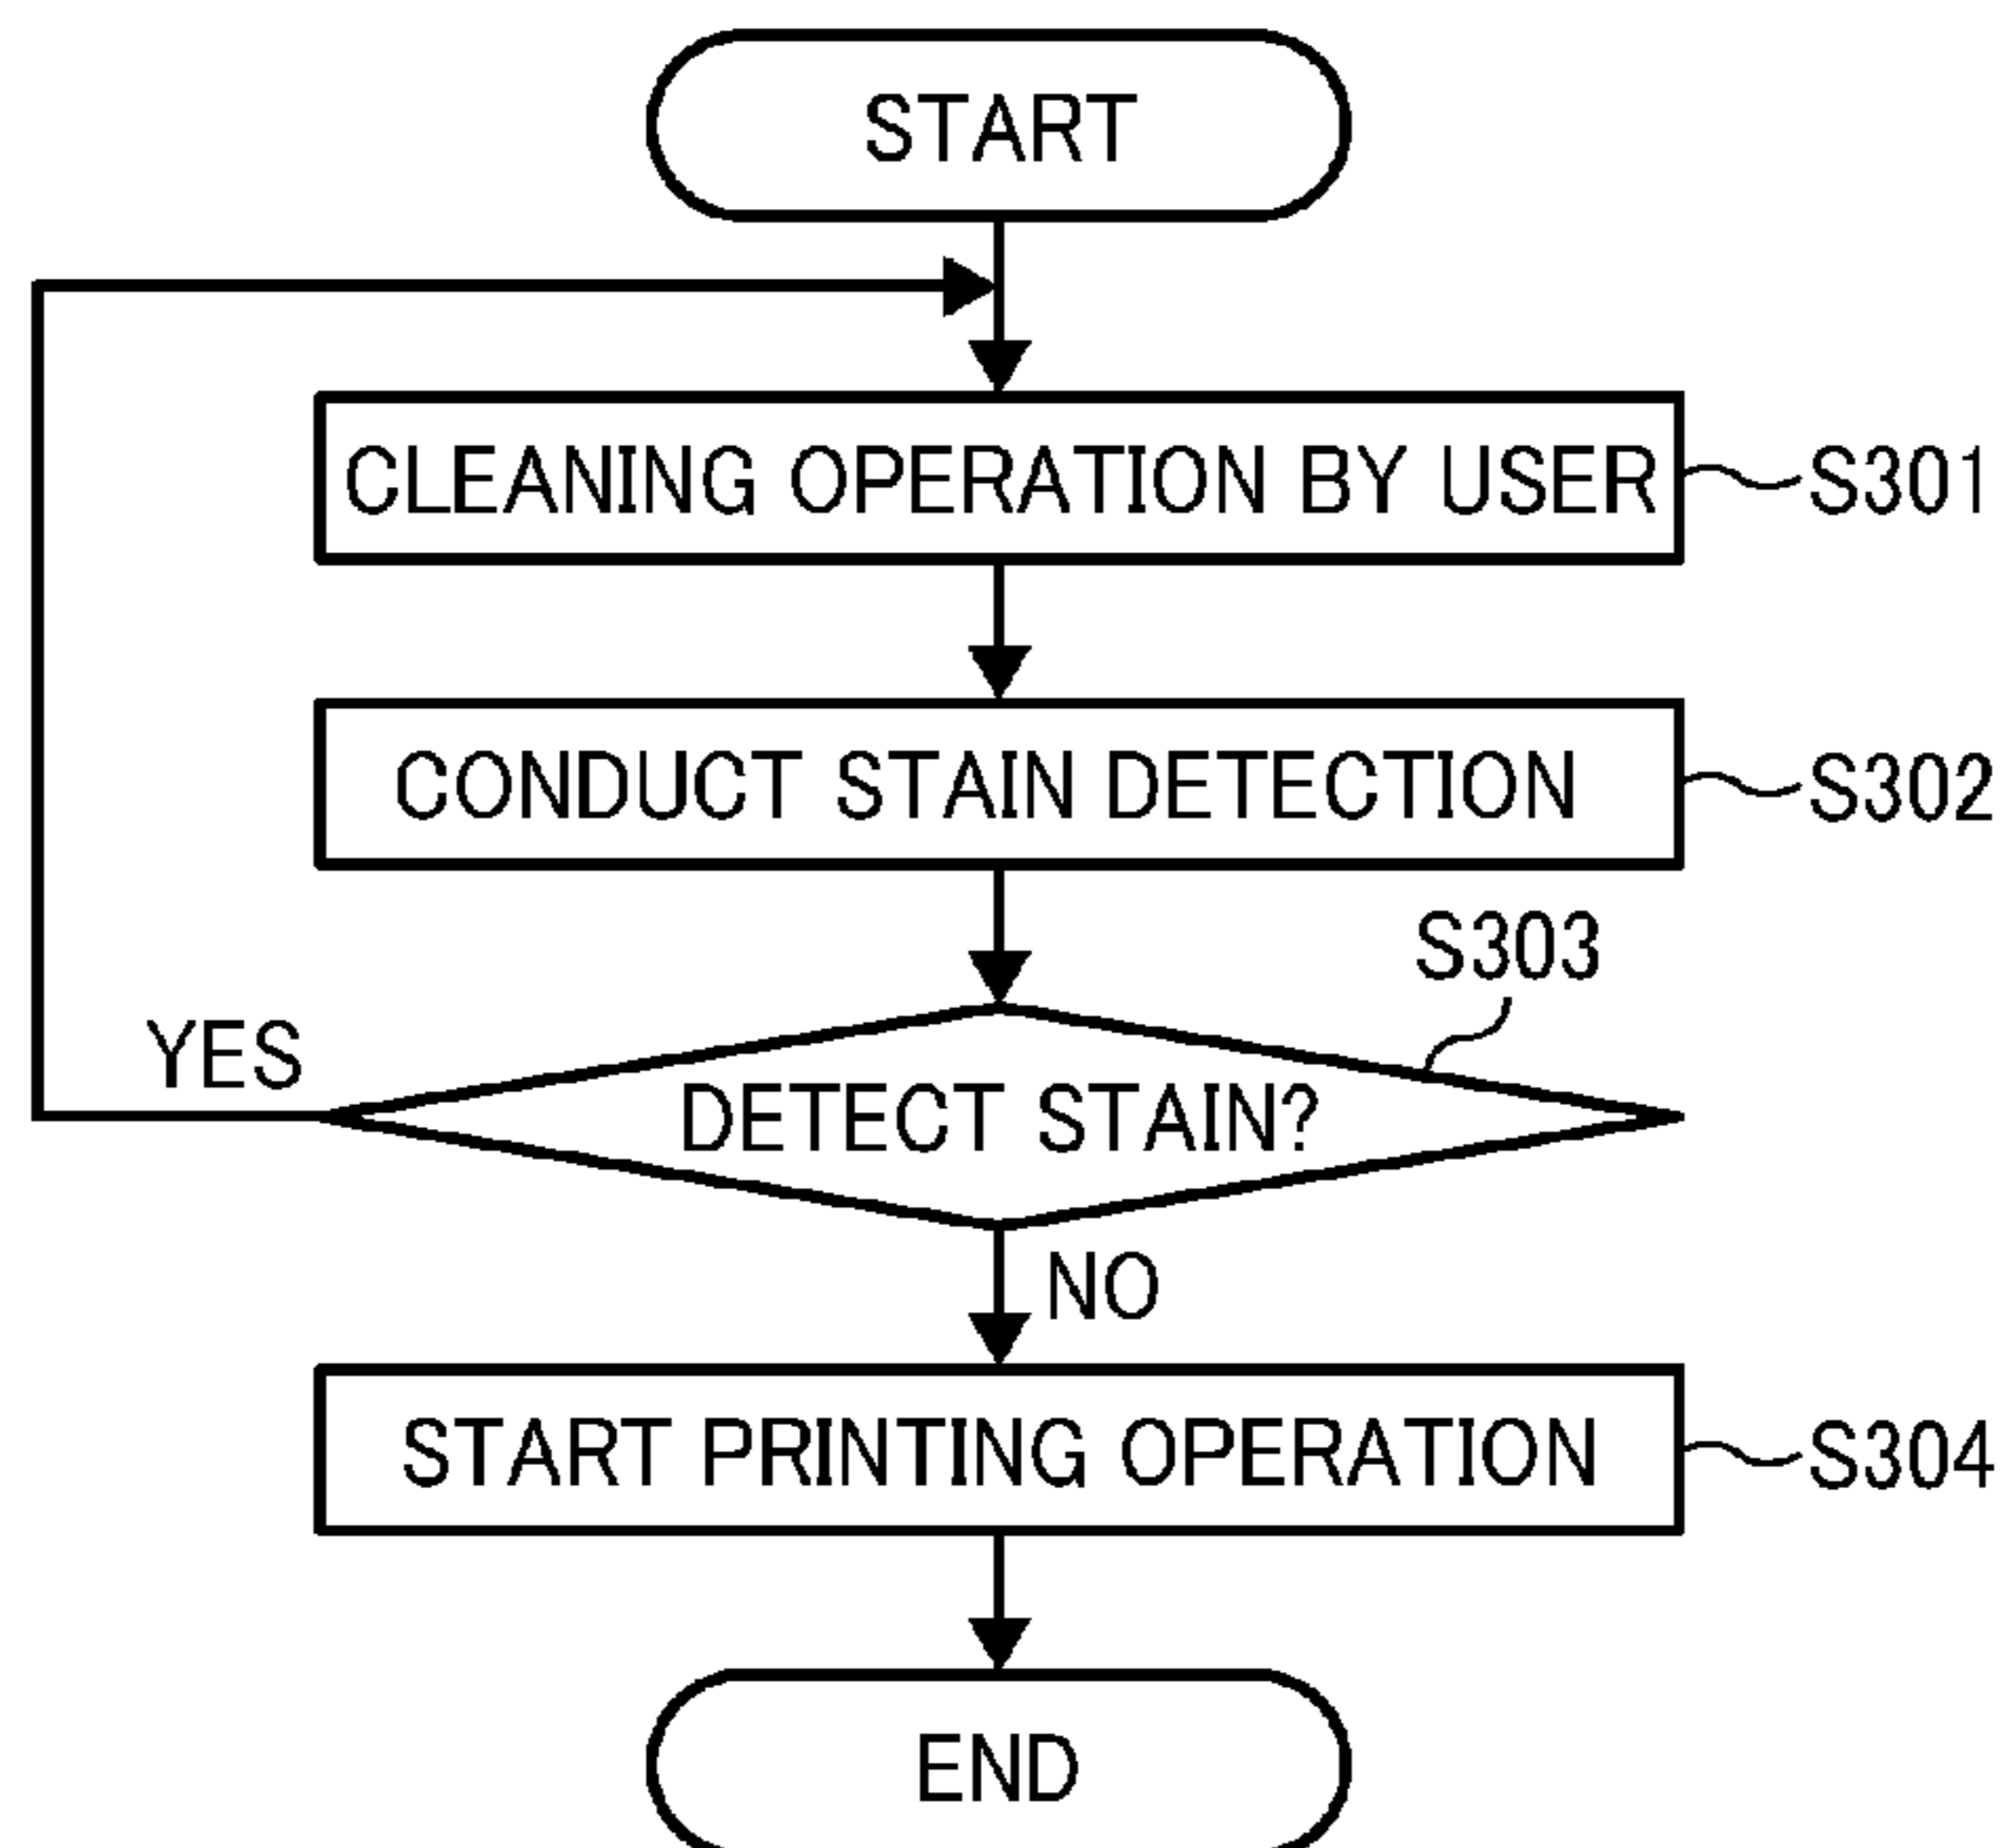 START
CLEANING OPERATION BY USER
S301
CONDUCT STAIN DETECTION
S302
S303
YES
DETECT STAIN?
NO
START PRINTING OPERATION
S304
END